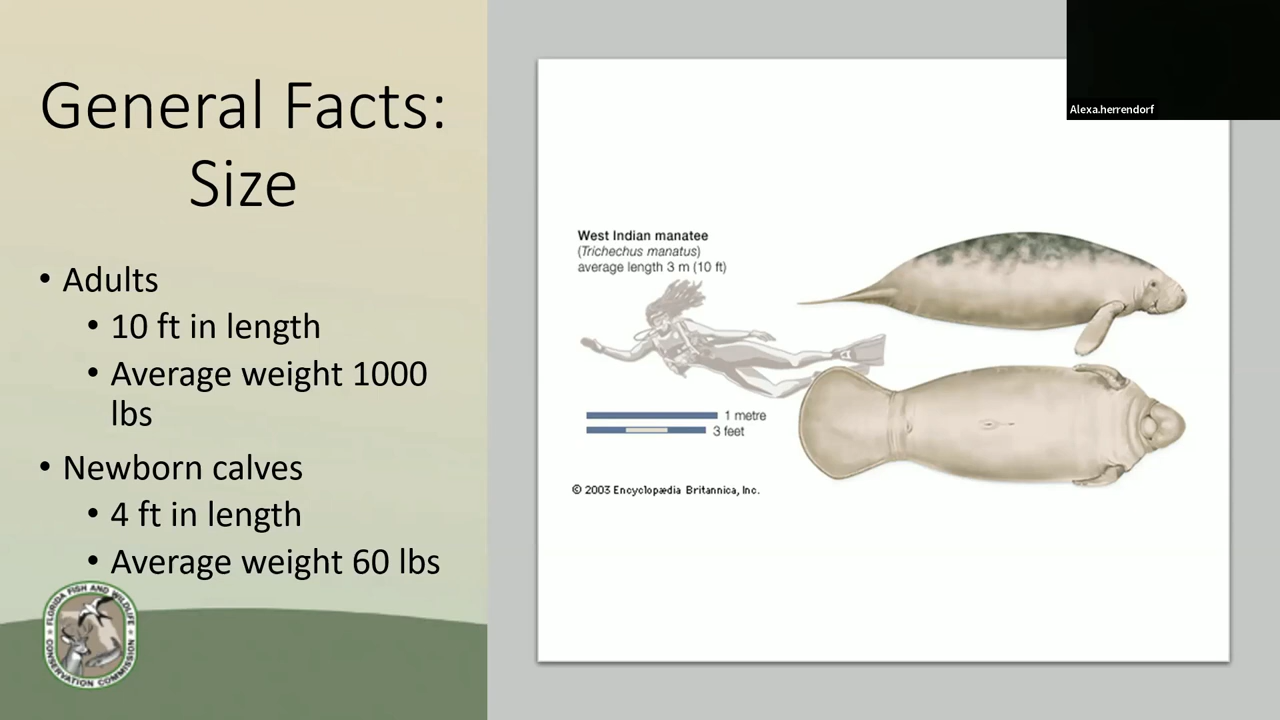 General Facts:
Size
• Adults
• 10 ft in length
• Average weight 1000
lbs
• Newborn calves
• 4 ft in length
• Average weight 60 lbs
FLORIDA FISH AND WILDLIFE
CONSERVATION COMMISSION
Alexa.herrendorf
West Indian manatee
(Trichechus manatus)
average length 3 m (10 ft)
1 metre
3 feet
© 2003 Encyclopædia Britannica, Inc.